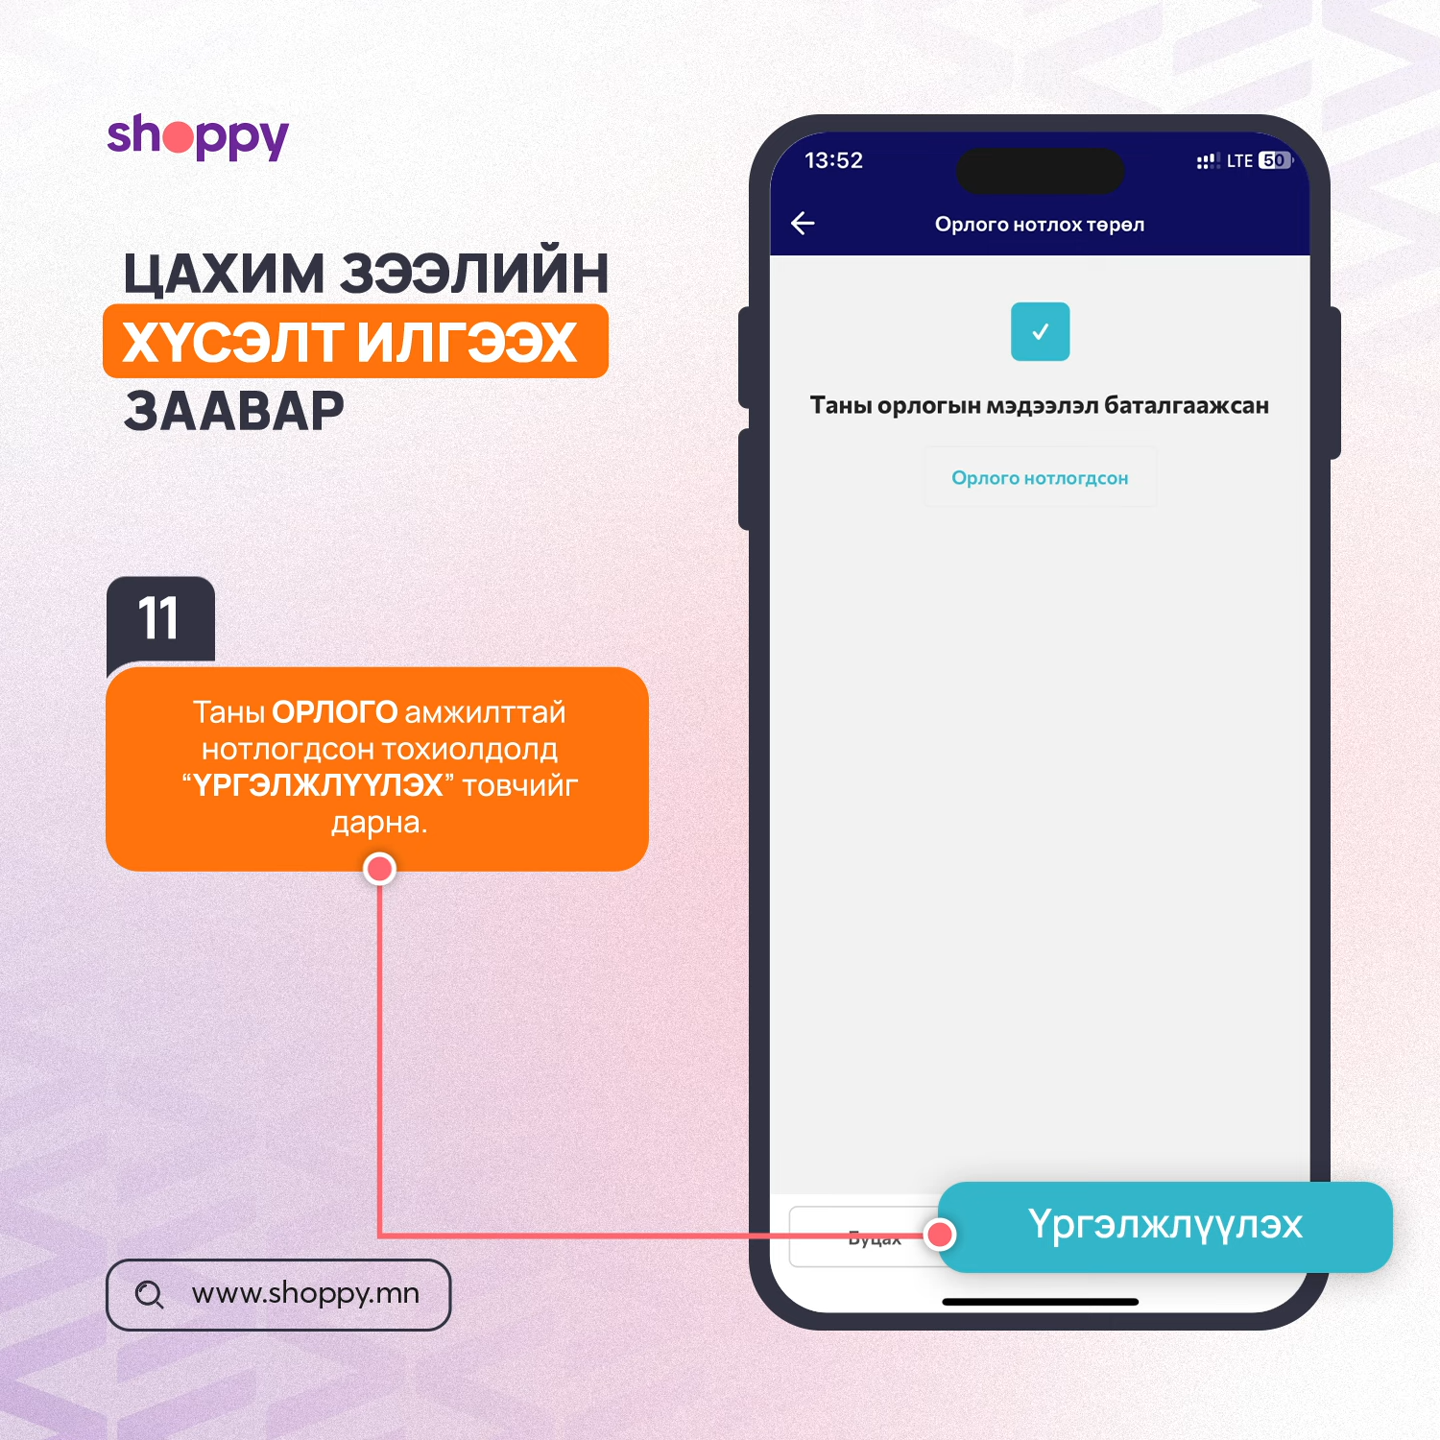 shoppy
ЦАХИМ ЗЭЭЛИЙН
ХҮСЭЛТ ИЛГЭЭХ
ЗААВАР
11
Таны ОРЛОГО амжилттай
нотлогдсон тохиолдолд
“ҮРГЭЛЖЛҮҮЛЭХ” товчийг
дарна.
www.shoppy.mn
13:52
LTE 50
Орлого нотлох төрөл
Таны орлогын мэдээлэл баталгаажсан
Орлого нотлогдсон
Буцах
Үргэлжлүүлэх